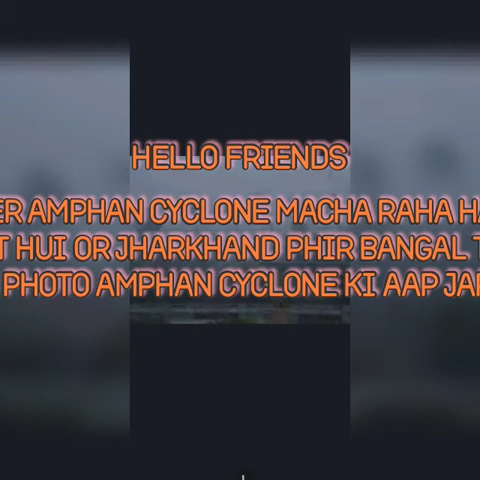 HELLO FRIENDS
ER AMPHAN CYCLONE MACHA RAHA HA
T HUI OR JHARKHAND PHIR BANGAL T
PHOTO AMPHAN CYCLONE KI AAP JA